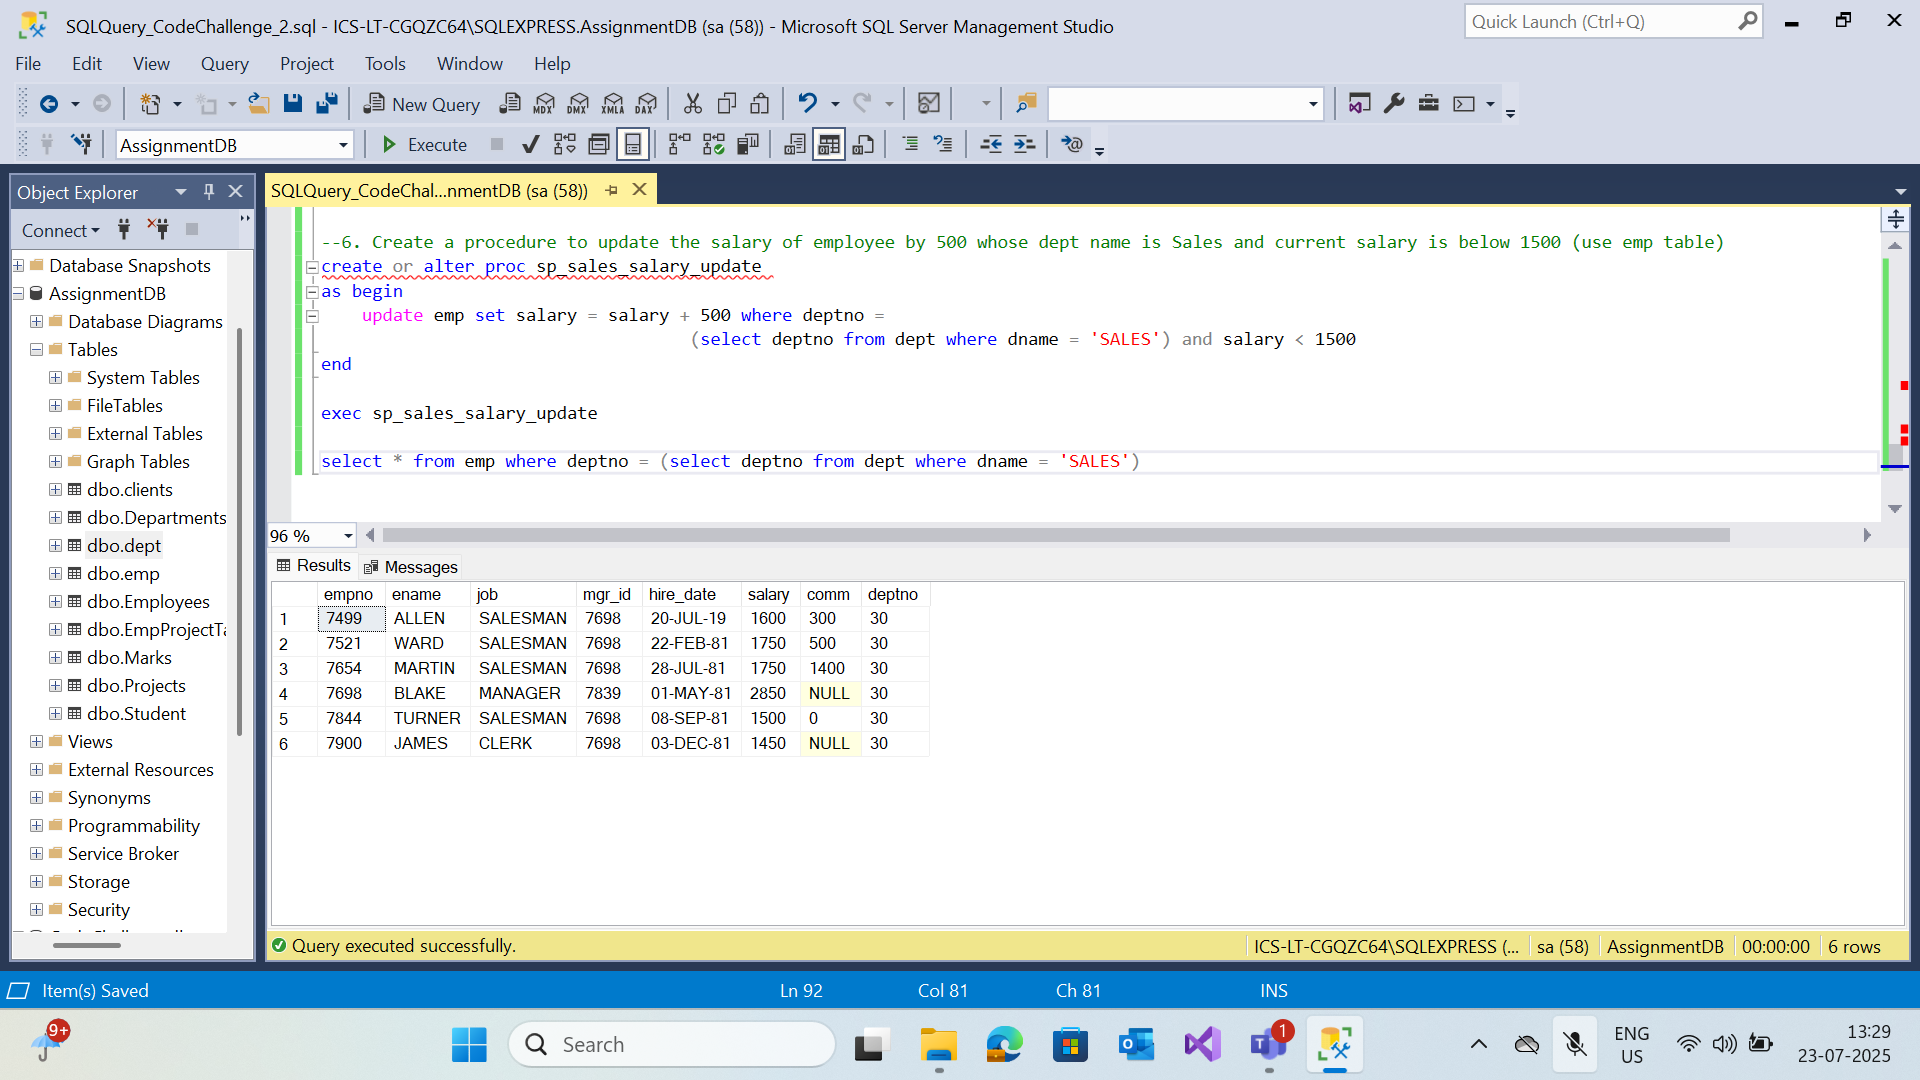 SQLQuery_CodeChallenge_2.sql - ICS-LT-CGQZC64\SQLEXPRESS.AssignmentDB (sa (58)) - Microsoft SQL Server Management Studio
Quick Launch (Ctrl+Q)
File Edit View Query Project Tools Window Help
New Query MDX DMX XMLA DAX
AssignmentDB Execute
Object Explorer
SQLQuery_CodeChal...nmentDB (sa (58))
Connect
Database Snapshots
AssignmentDB
Database Diagrams
Tables
System Tables
FileTables
External Tables
Graph Tables
dbo.clients
dbo.Departments
dbo.dept
dbo.emp
dbo.Employees
dbo.EmpProjectTa
dbo.Marks
dbo.Projects
dbo.Student
Views
External Resources
Synonyms
Programmability
Service Broker
Storage
Security
--6. Create a procedure to update the salary of employee by 500 whose dept name is Sales and current salary is below 1500 (use emp table)
create or alter proc sp_sales_salary_update
as begin
update emp set salary = salary + 500 where deptno =
(select deptno from dept where dname = 'SALES') and salary < 1500
end
exec sp_sales_salary_update
select * from emp where deptno = (select deptno from dept where dname = 'SALES')
96 %
Results Messages
empno ename job mgr_id hire_date salary comm deptno
1 7499 ALLEN SALESMAN 7698 20-JUL-19 1600 300 30
2 7521 WARD SALESMAN 7698 22-FEB-81 1750 500 30
3 7654 MARTIN SALESMAN 7698 28-JUL-81 1750 1400 30
4 7698 BLAKE MANAGER 7839 01-MAY-81 2850 NULL 30
5 7844 TURNER SALESMAN 7698 08-SEP-81 1500 0 30
6 7900 JAMES CLERK 7698 03-DEC-81 1450 NULL 30
Query executed successfully. ICS-LT-CGQZC64\SQLEXPRESS (... sa (58) AssignmentDB 00:00:00 6 rows
Item(s) Saved Ln 92 Col 81 Ch 81 INS
9+
Search
1
ENG
US
13:29
23-07-2025